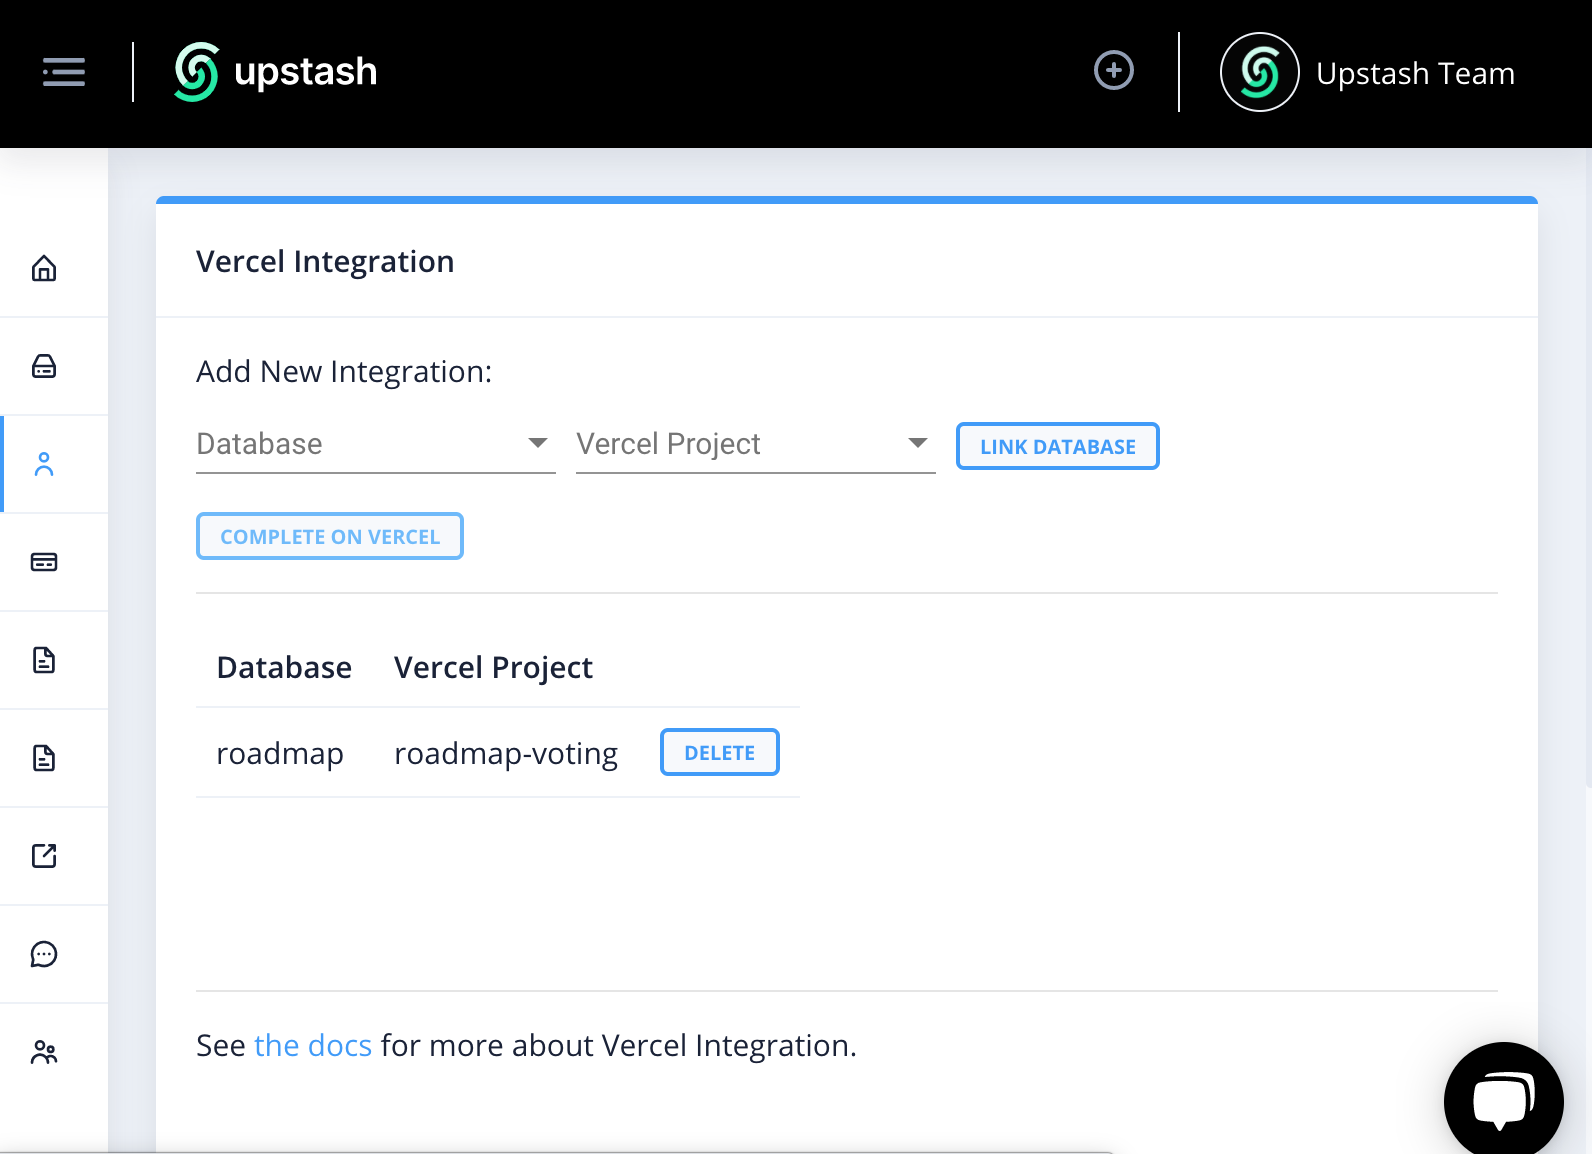 upstash
Upstash Team
Vercel Integration
Add New Integration:
Database
Vercel Project
LINK DATABASE
COMPLETE ON VERCEL
Database Vercel Project
roadmap roadmap-voting DELETE
See the docs for more about Vercel Integration.